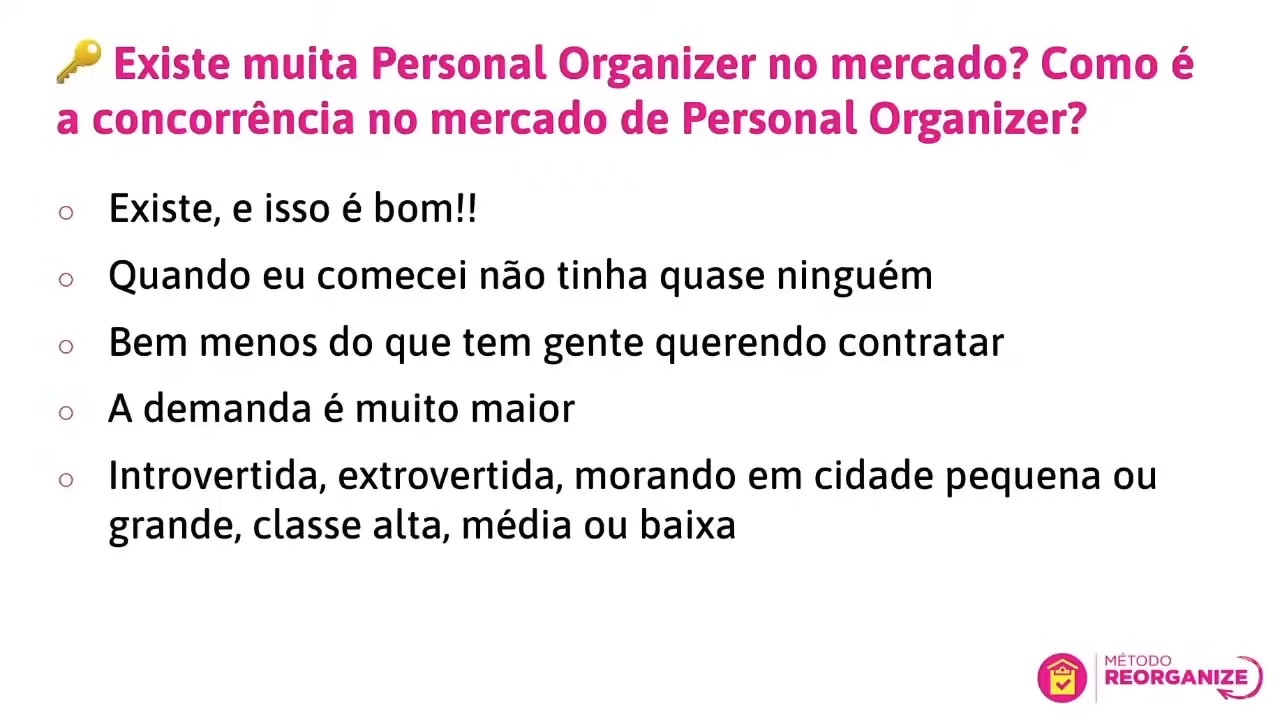 🔑 Existe muita Personal Organizer no mercado? Como é
a concorrência no mercado de Personal Organizer?
○ Existe, e isso é bom!!
○ Quando eu comecei não tinha quase ninguém
○ Bem menos do que tem gente querendo contratar
○ A demanda é muito maior
○ Introvertida, extrovertida, morando em cidade pequena ou
grande, classe alta, média ou baixa
MÉTODO
REORGANIZE